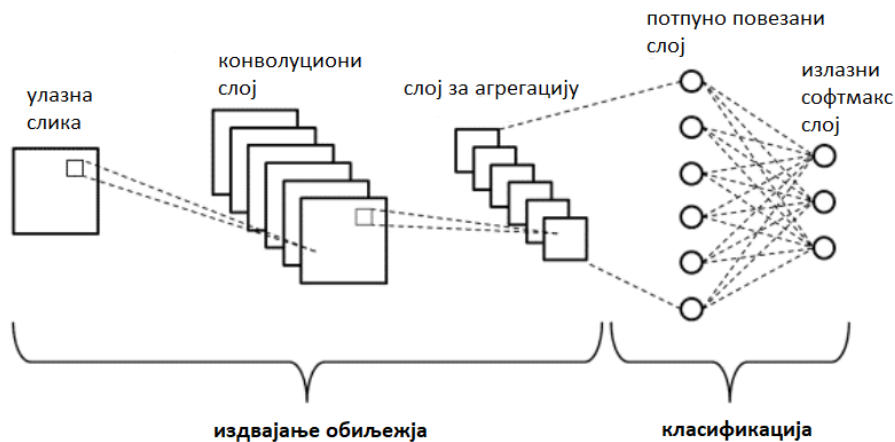 улазна
слика
конволуциони
слој
слој за агрегацију
потпуно повезани
слој
излазни
софтмакс
слој
издвајање обиљежја
класификација